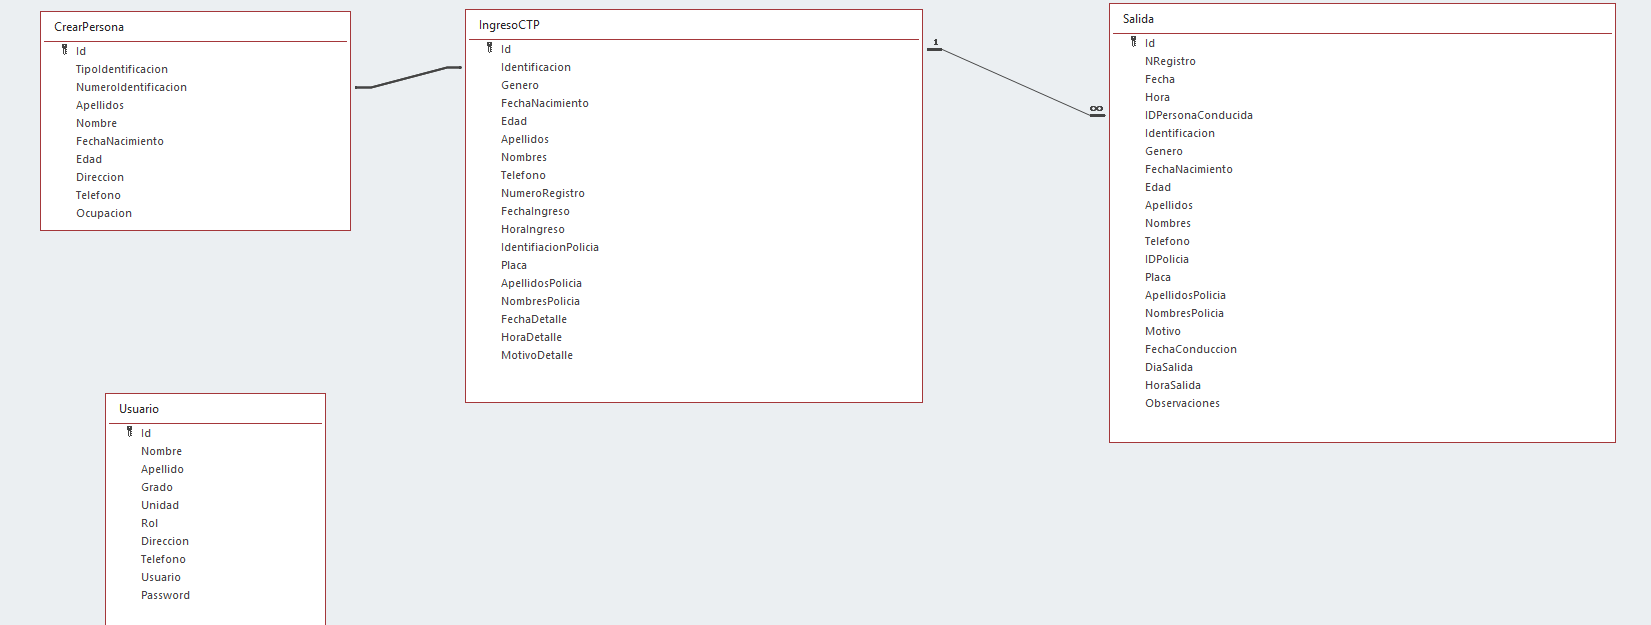 CrearPersona
Id
TipoIdentificacion
NumeroIdentificacion
Apellidos
Nombre
FechaNacimiento
Edad
Direccion
Telefono
Ocupacion
IngresoCTP
Id
Identificacion
Genero
FechaNacimiento
Edad
Apellidos
Nombres
Telefono
NumeroRegistro
FechaIngreso
HoraIngreso
IdentifiacionPolicia
Placa
ApellidosPolicia
NombresPolicia
FechaDetalle
HoraDetalle
MotivoDetalle
1
∞
Salida
Id
NRegistro
Fecha
Hora
IDPersonaConducida
Identificacion
Genero
FechaNacimiento
Edad
Apellidos
Nombres
Telefono
IDPolicia
Placa
ApellidosPolicia
NombresPolicia
Motivo
FechaConduccion
DiaSalida
HoraSalida
Observaciones
Usuario
Id
Nombre
Apellido
Grado
Unidad
Rol
Direccion
Telefono
Usuario
Password